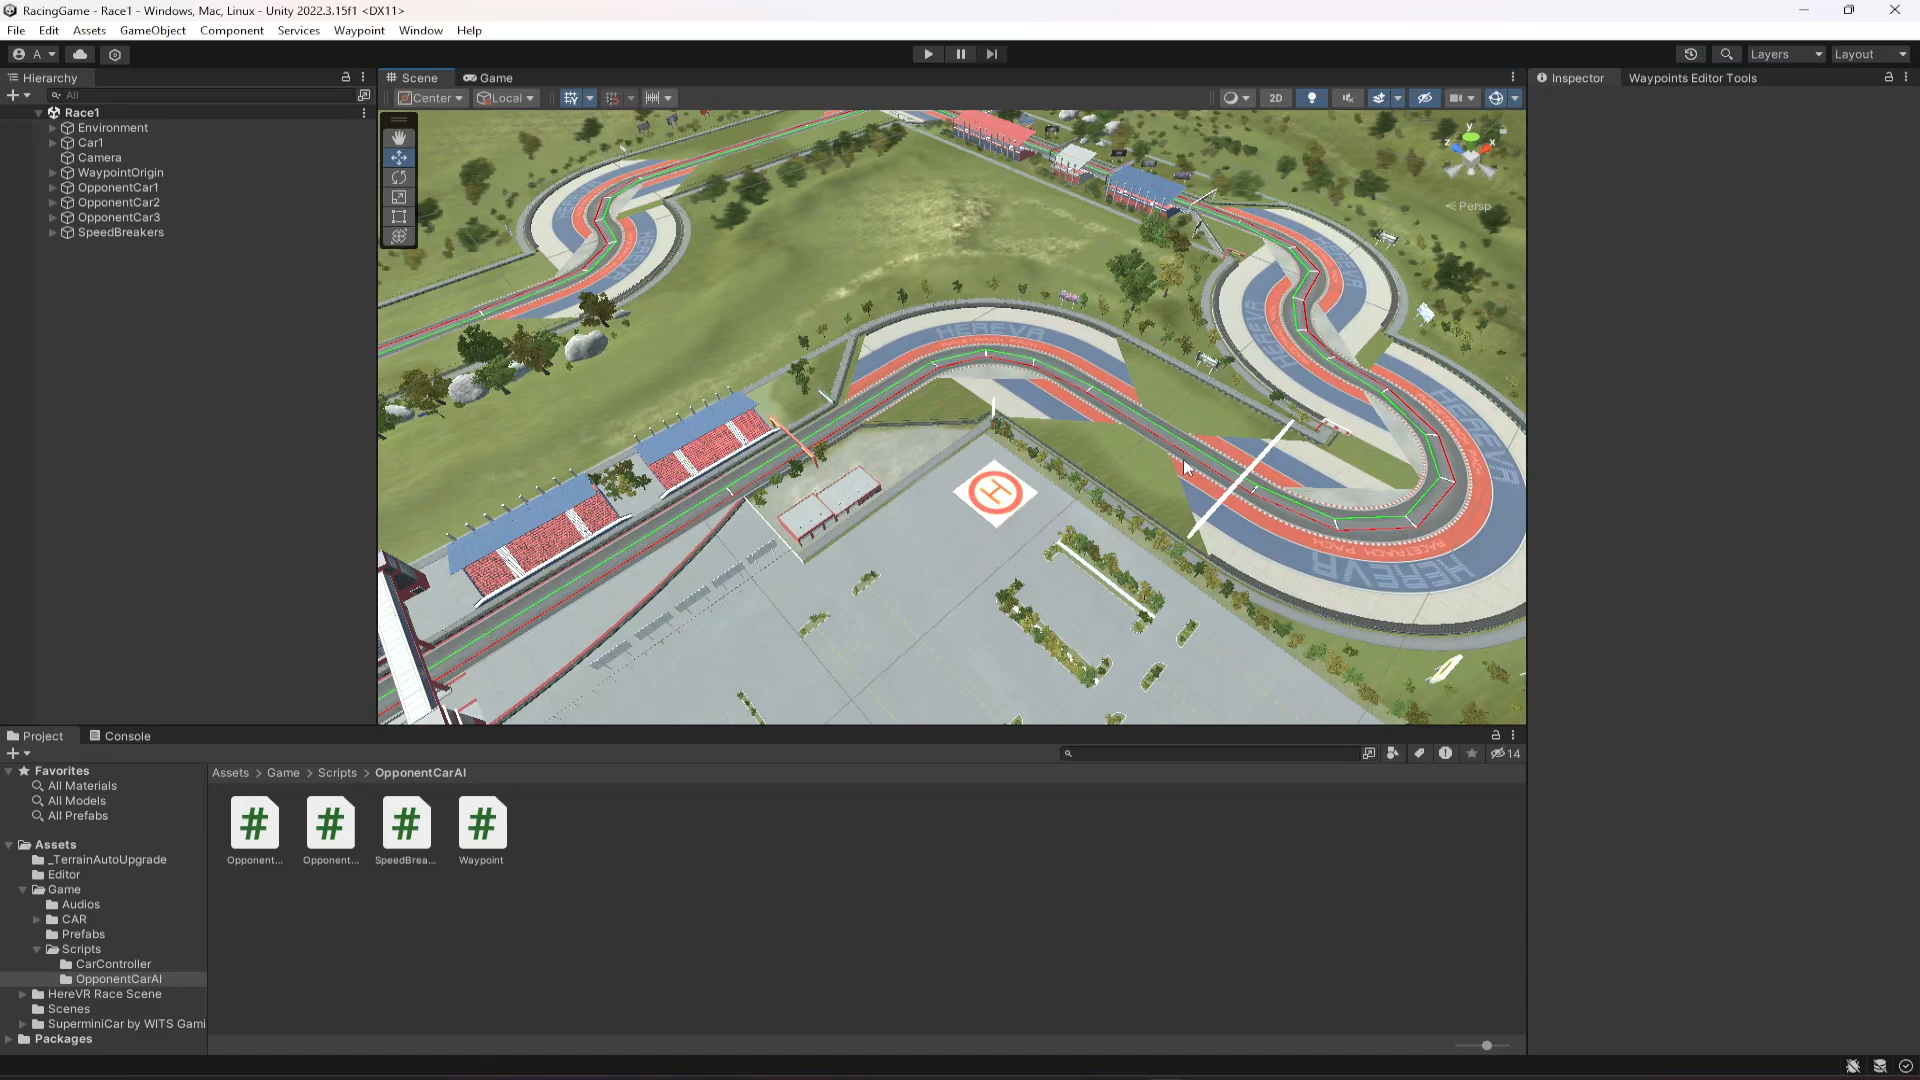 RacingGame - Race1 - Windows, Mac, Linux - Unity 2022.3.15f1 <DX11>
File Edit Assets GameObject Component Services Waypoint Window Help
A Layers Layout
Hierarchy Scene Game Inspector Waypoints Editor Tools
All Center Local 2D
Race1
Environment
Car1
Camera
WaypointOrigin
OpponentCar1
OpponentCar2
OpponentCar3
SpeedBreakers
y
z x
Persp
HEREVR
HEREVR
HEREVR
HEREVR
HEREVR
RACETRACK PACK
H
Project Console
14
Favorites
All Materials
All Models
All Prefabs
Assets > Game > Scripts > OpponentCarAI
Opponent... Opponent... SpeedBrea... Waypoint
Assets
_TerrainAutoUpgrade
Editor
Game
Audios
CAR
Prefabs
Scripts
CarController
OpponentCarAI
HereVR Race Scene
Scenes
SuperminiCar by WITS Gami
Packages